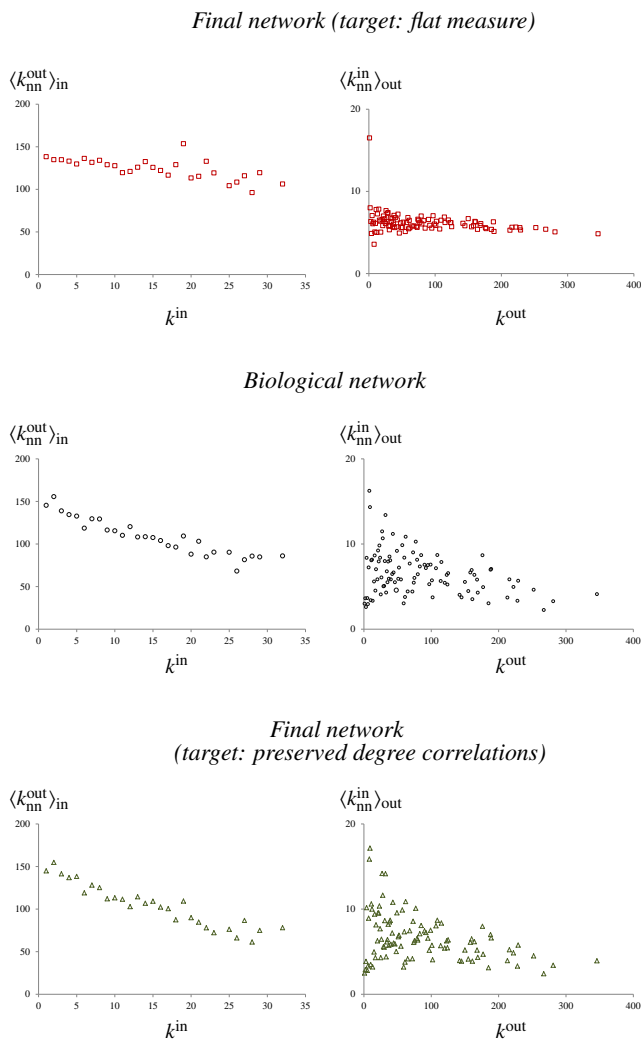 Final network (target: flat measure)
⟨k_nn^out⟩_in
⟨k_nn^in⟩_out
200
150
100
50
0
0 5 10 15 20 25 30 35
k^in
20
10
0
0 100 200 300 400
k^out
Biological network
⟨k_nn^out⟩_in
⟨k_nn^in⟩_out
200
150
100
50
0
0 5 10 15 20 25 30 35
k^in
20
10
0
0 100 200 300 400
k^out
Final network
(target: preserved degree correlations)
⟨k_nn^out⟩_in
⟨k_nn^in⟩_out
200
150
100
50
0
0 5 10 15 20 25 30 35
k^in
20
10
0
0 100 200 300 400
k^out